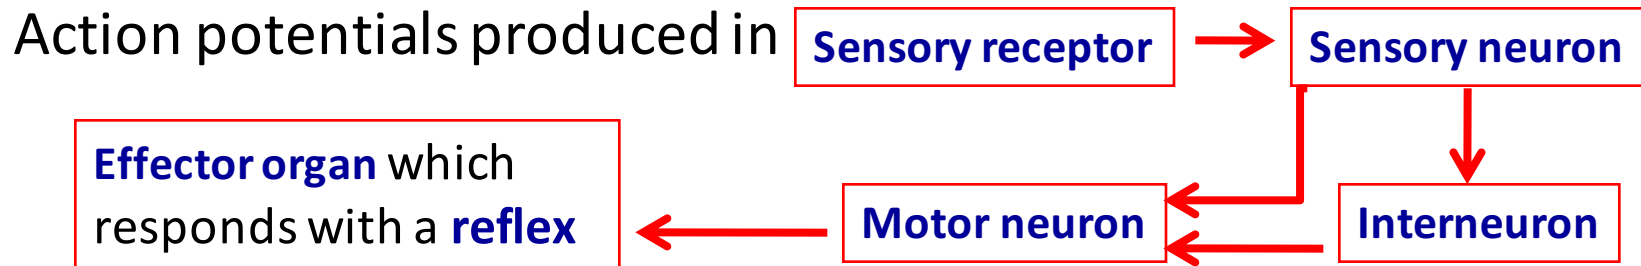 Action potentials produced in Sensory receptor Sensory neuron
Effector organ which
responds with a reflex
Motor neuron
Interneuron